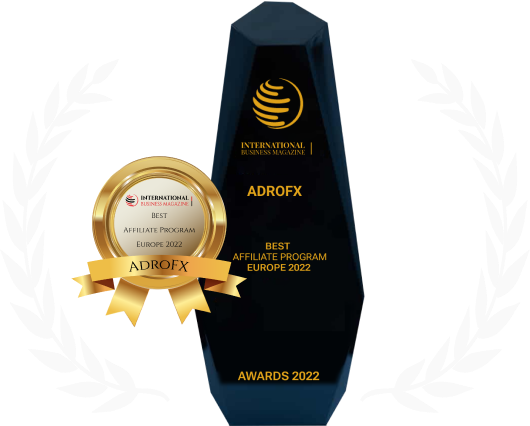 INTERNATIONAL
BUSINESS MAGAZINE
ADROFX
BEST
AFFILIATE PROGRAM
EUROPE 2022
AWARDS 2022
INTERNATIONAL
BUSINESS MAGAZINE
BEST
AFFILIATE PROGRAM
EUROPE 2022
ADROFX